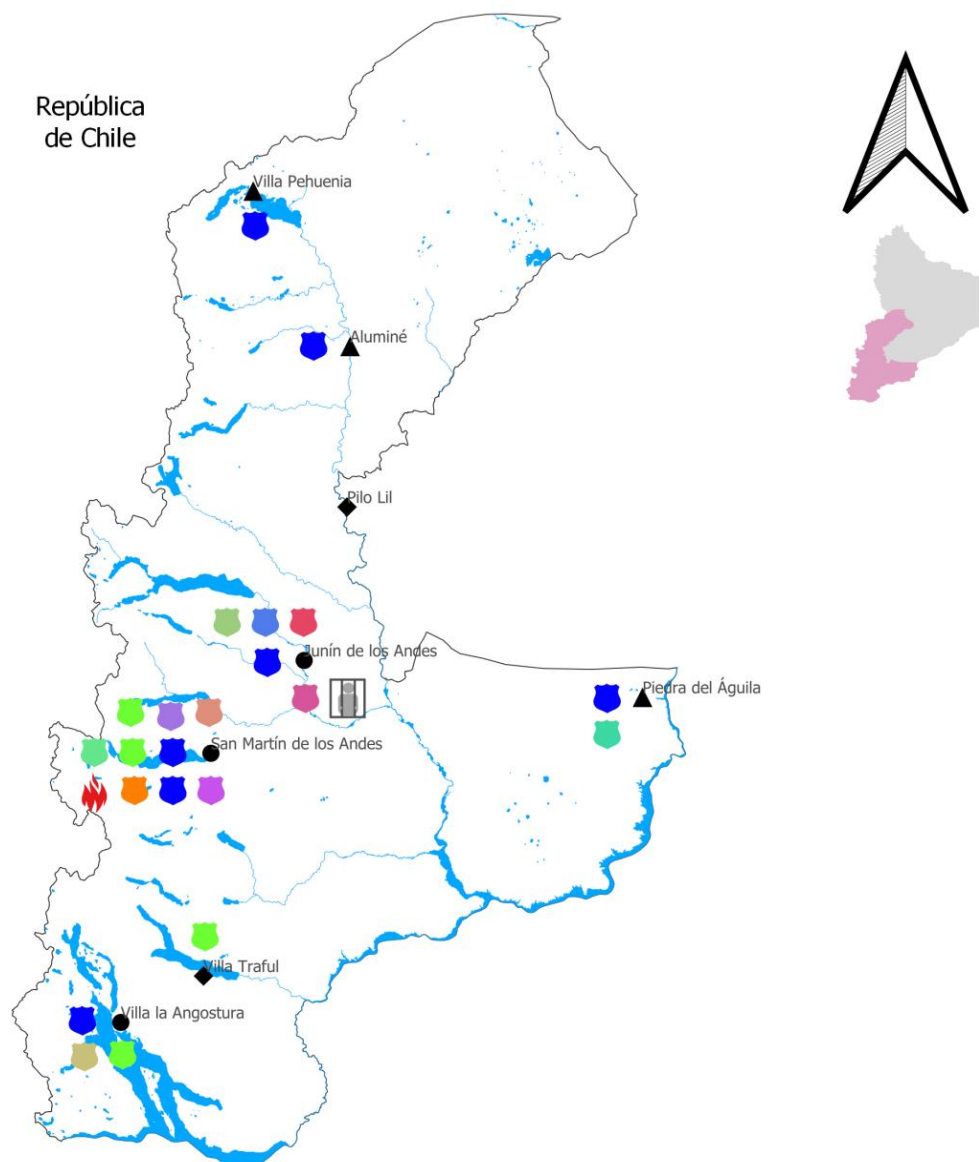 República
de Chile
Villa Pehuenia
Aluminé
Pilo Lil
Junín de los Andes
Piedra del Águila
San Martín de los Andes
Villa Traful
Villa la Angostura